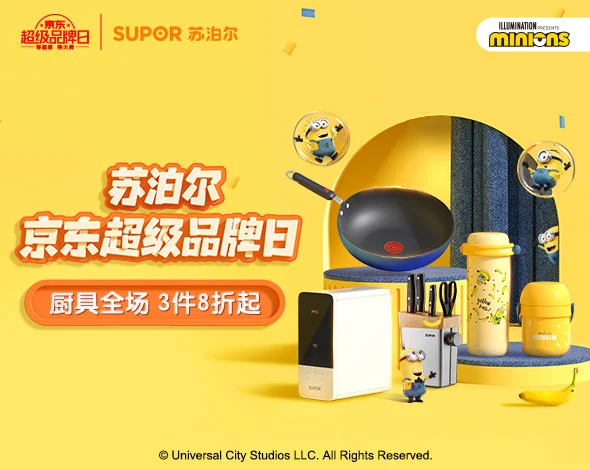 京东
超级品牌日
SUPOR 苏泊尔
ILLUMINATION PRESENTS
minions
苏泊尔
京东超级品牌日
厨具全场 3件8折起
SUPOR
© Universal City Studios LLC. All Rights Reserved.